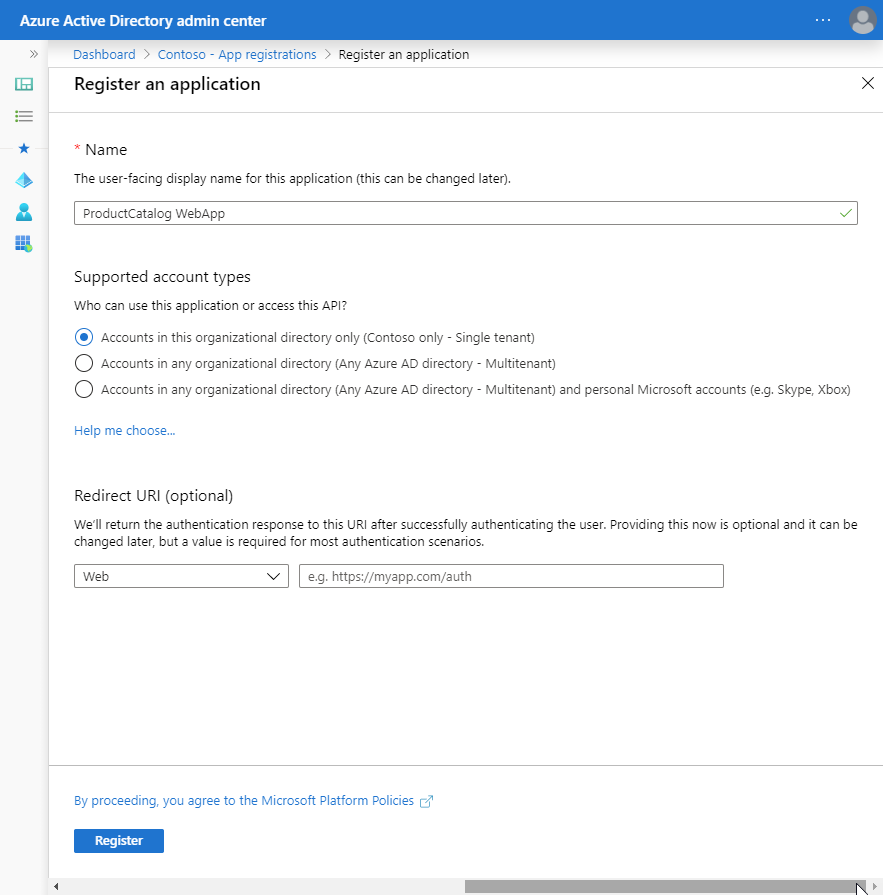 Azure Active Directory admin center
Dashboard > Contoso - App registrations > Register an application
Register an application
* Name
The user-facing display name for this application (this can be changed later).
ProductCatalog WebApp
Supported account types
Who can use this application or access this API?
Accounts in this organizational directory only (Contoso only - Single tenant)
Accounts in any organizational directory (Any Azure AD directory - Multitenant)
Accounts in any organizational directory (Any Azure AD directory - Multitenant) and personal Microsoft accounts (e.g. Skype, Xbox)
Help me choose...
Redirect URI (optional)
We'll return the authentication response to this URI after successfully authenticating the user. Providing this now is optional and it can be
changed later, but a value is required for most authentication scenarios.
Web e.g. https://myapp.com/auth
By proceeding, you agree to the Microsoft Platform Policies
Register